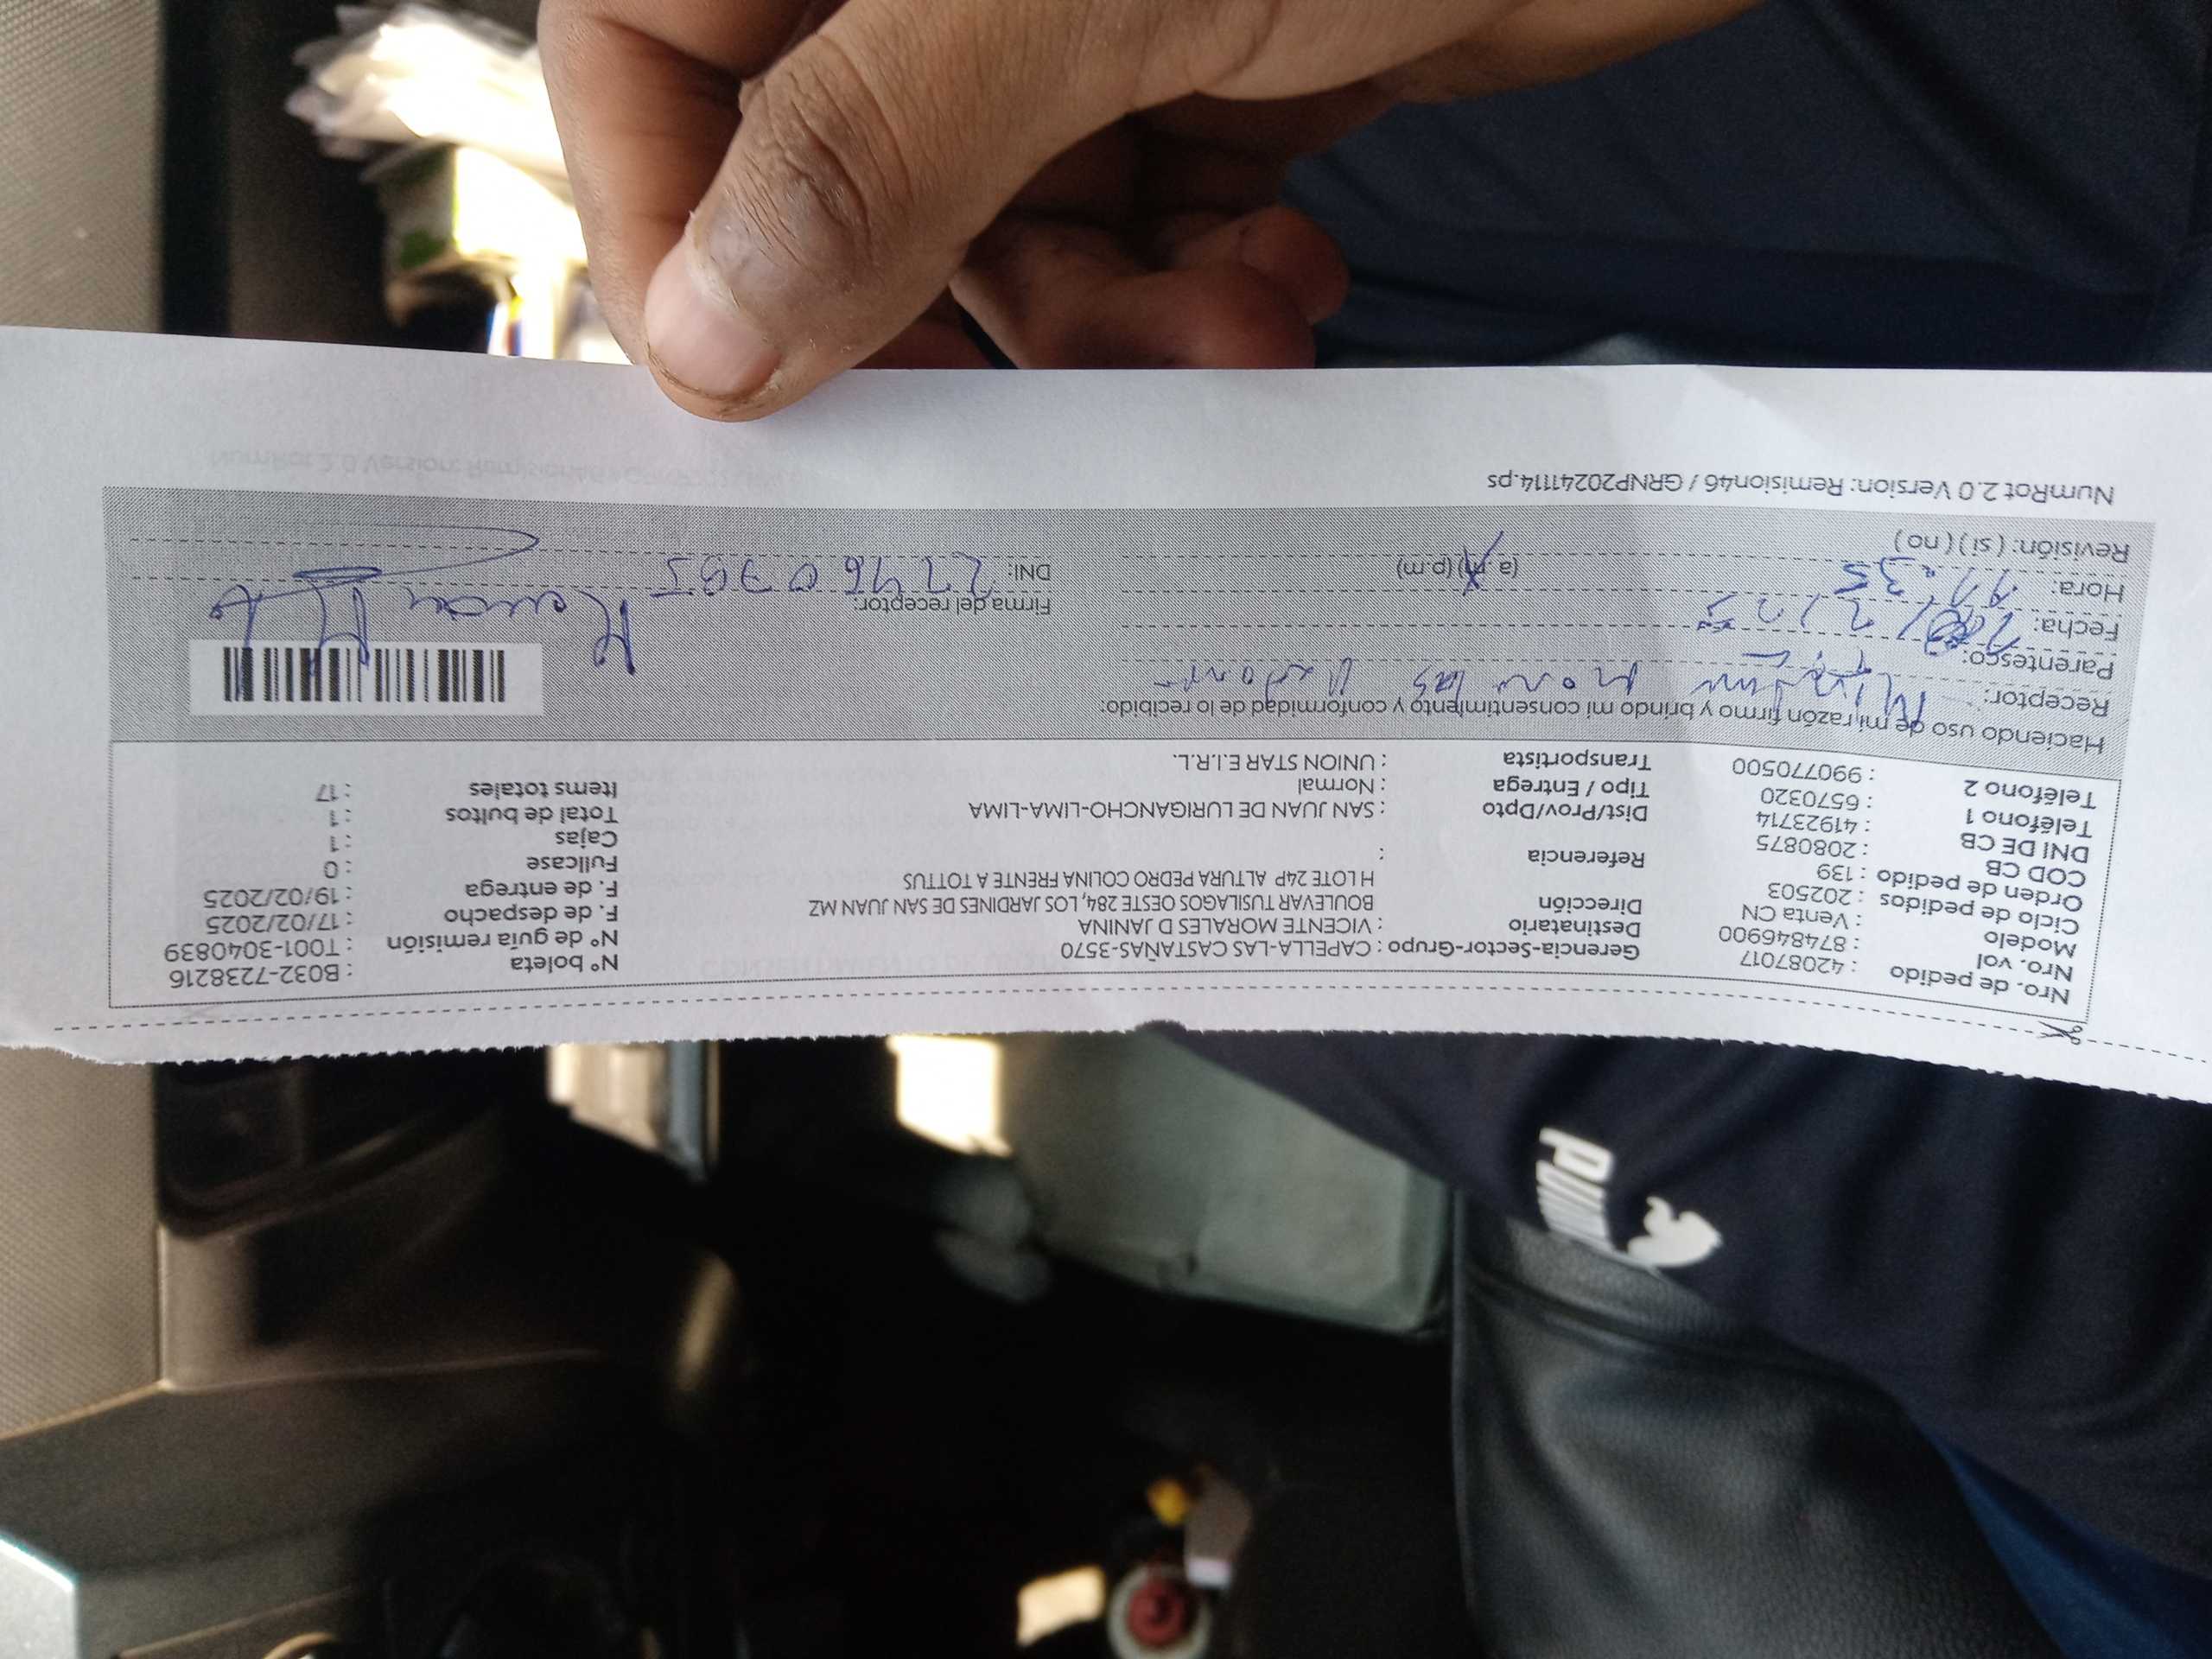 Nro. de pedido : 42087017
Nro. vol : 874846900
Modelo : Venta CN
Ciclo de pedidos : 202503
Orden de pedido : 139
COD CB : 2080875
DNI DE CB : 41923714
Teléfono 1 : 6570320
Teléfono 2 : 990770500
Gerencia-Sector-Grupo : CAPELLA-LAS CASTAÑAS-3570
Destinatario : VICENTE MORALES D JANINA
Dirección BOULEVAR TUSILAGOS OESTE 284, LOS JARDINES DE SAN JUAN MZ
H LOTE 24P ALTURA PEDRO COLINA FRENTE A TOTTUS
Referencia :
Dist/Prov/Dpto : SAN JUAN DE LURIGANCHO-LIMA-LIMA
Tipo / Entrega : Normal
Transportista : UNION STAR E.I.R.L.
N° boleta : B032-7238216
N° de guía remisión : T001-3040839
F. de despacho : 17/02/2025
F. de entrega : 19/02/2025
Fullcase : 0
Cajas : 1
Total de bultos : 1
Items totales : 17
Haciendo uso de mi razón firmo y brindo mi consentimiento y conformidad de lo recibido:
Receptor:
Parentesco:
Fecha:
Hora: 11:35 (a.m) (p.m)
Revisión: ( si ) ( no )
Firma del receptor:
DNI:
NumRot 2.0 Version: Remision46 / GRNP20241114.ps
PUMA